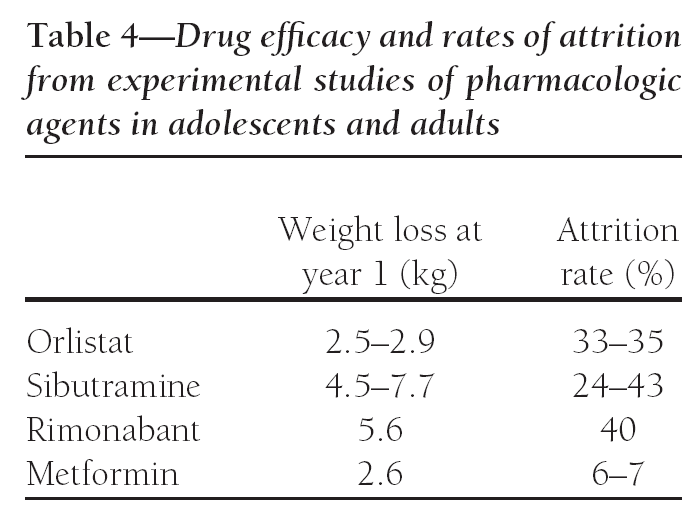 Table 4—Drug efficacy and rates of attrition
from experimental studies of pharmacologic
agents in adolescents and adults
Weight loss at Attrition
year 1 (kg) rate (%)
Orlistat 2.5–2.9 33–35
Sibutramine 4.5–7.7 24–43
Rimonabant 5.6 40
Metformin 2.6 6–7